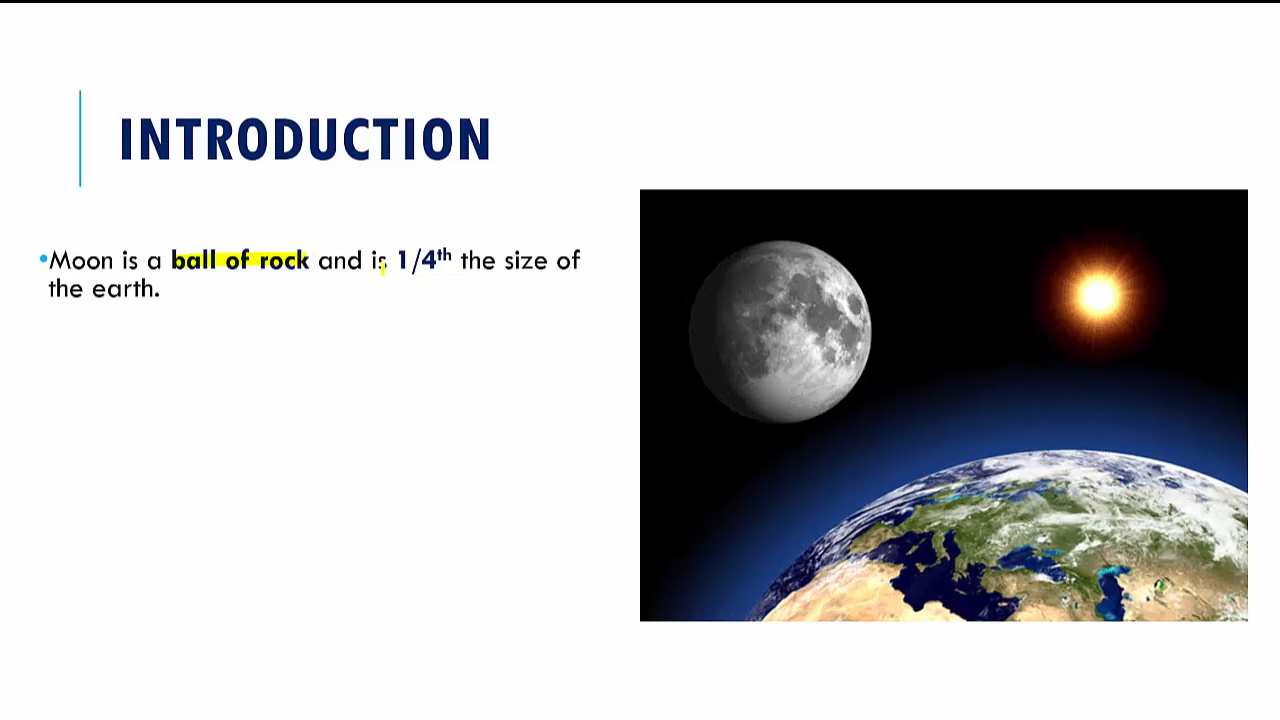 INTRODUCTION
•Moon is a ball of rock and is 1/4th the size of
the earth.